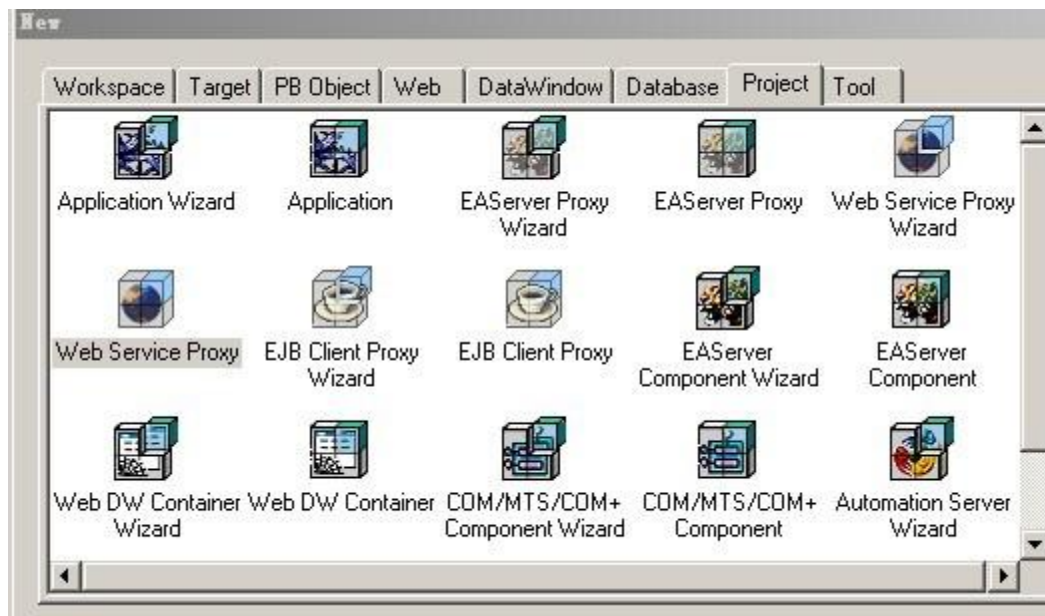 New
Workspace Target PB Object Web DataWindow Database Project Tool
Application Wizard Application EAServer Proxy Wizard EAServer Proxy Web Service Proxy Wizard
Web Service Proxy EJB Client Proxy Wizard EJB Client Proxy EAServer Component Wizard EAServer Component
Web DW Container Wizard Web DW Container COM/MTS/COM+ Component Wizard COM/MTS/COM+ Component Automation Server Wizard